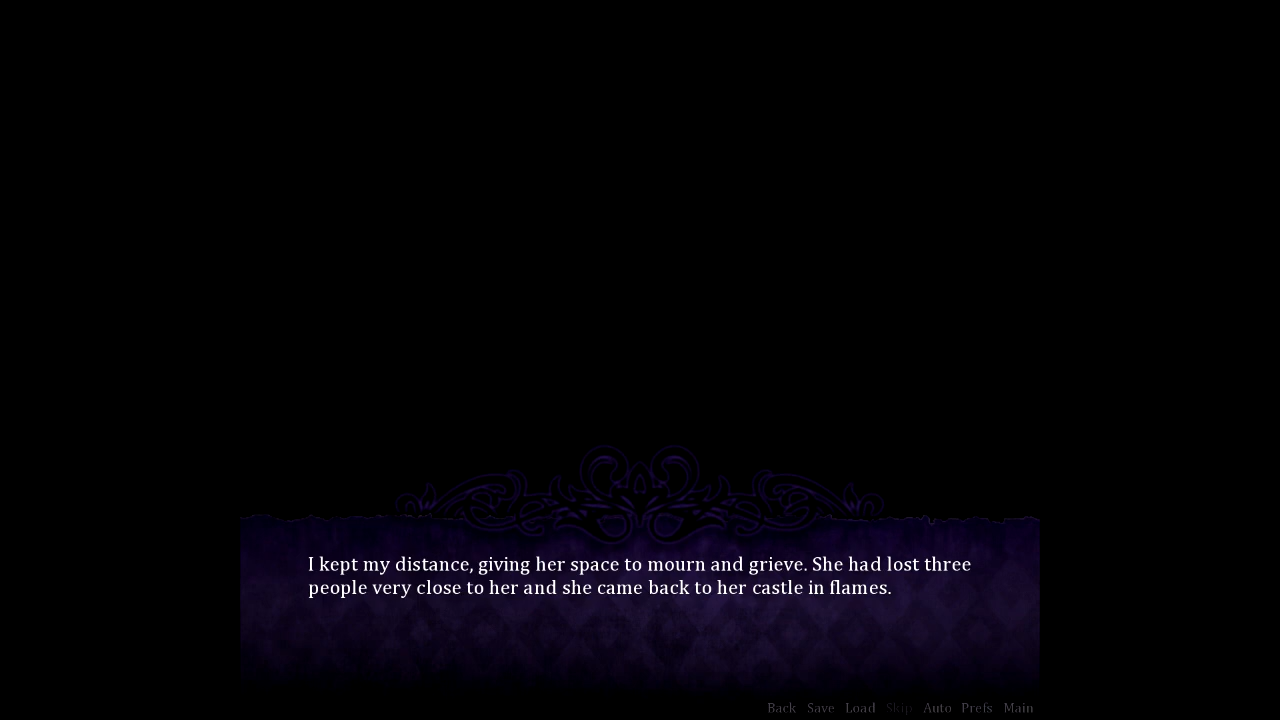 I kept my distance, giving her space to mourn and grieve. She had lost three
people very close to her and she came back to her castle in flames.
Back Save Load Skip Auto Prefs Main